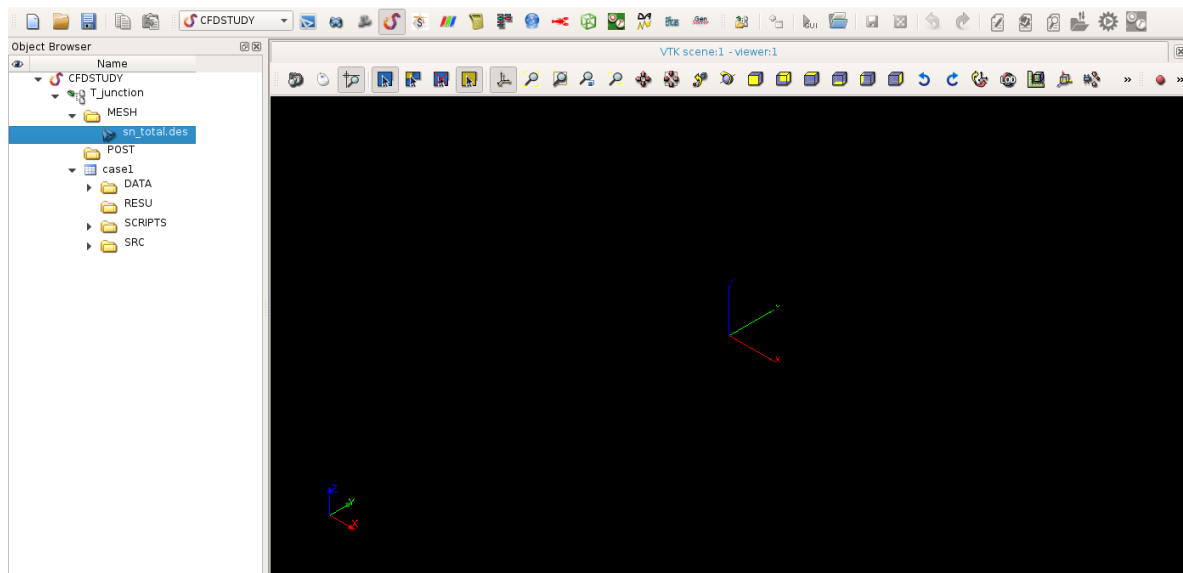 CFDSTUDY
Object Browser
VTK scene:1 - viewer:1
Name
CFDSTUDY
T_junction
MESH
sn_total.des
POST
case1
DATA
RESU
SCRIPTS
SRC
GUI
Y
X
Z
Y
X